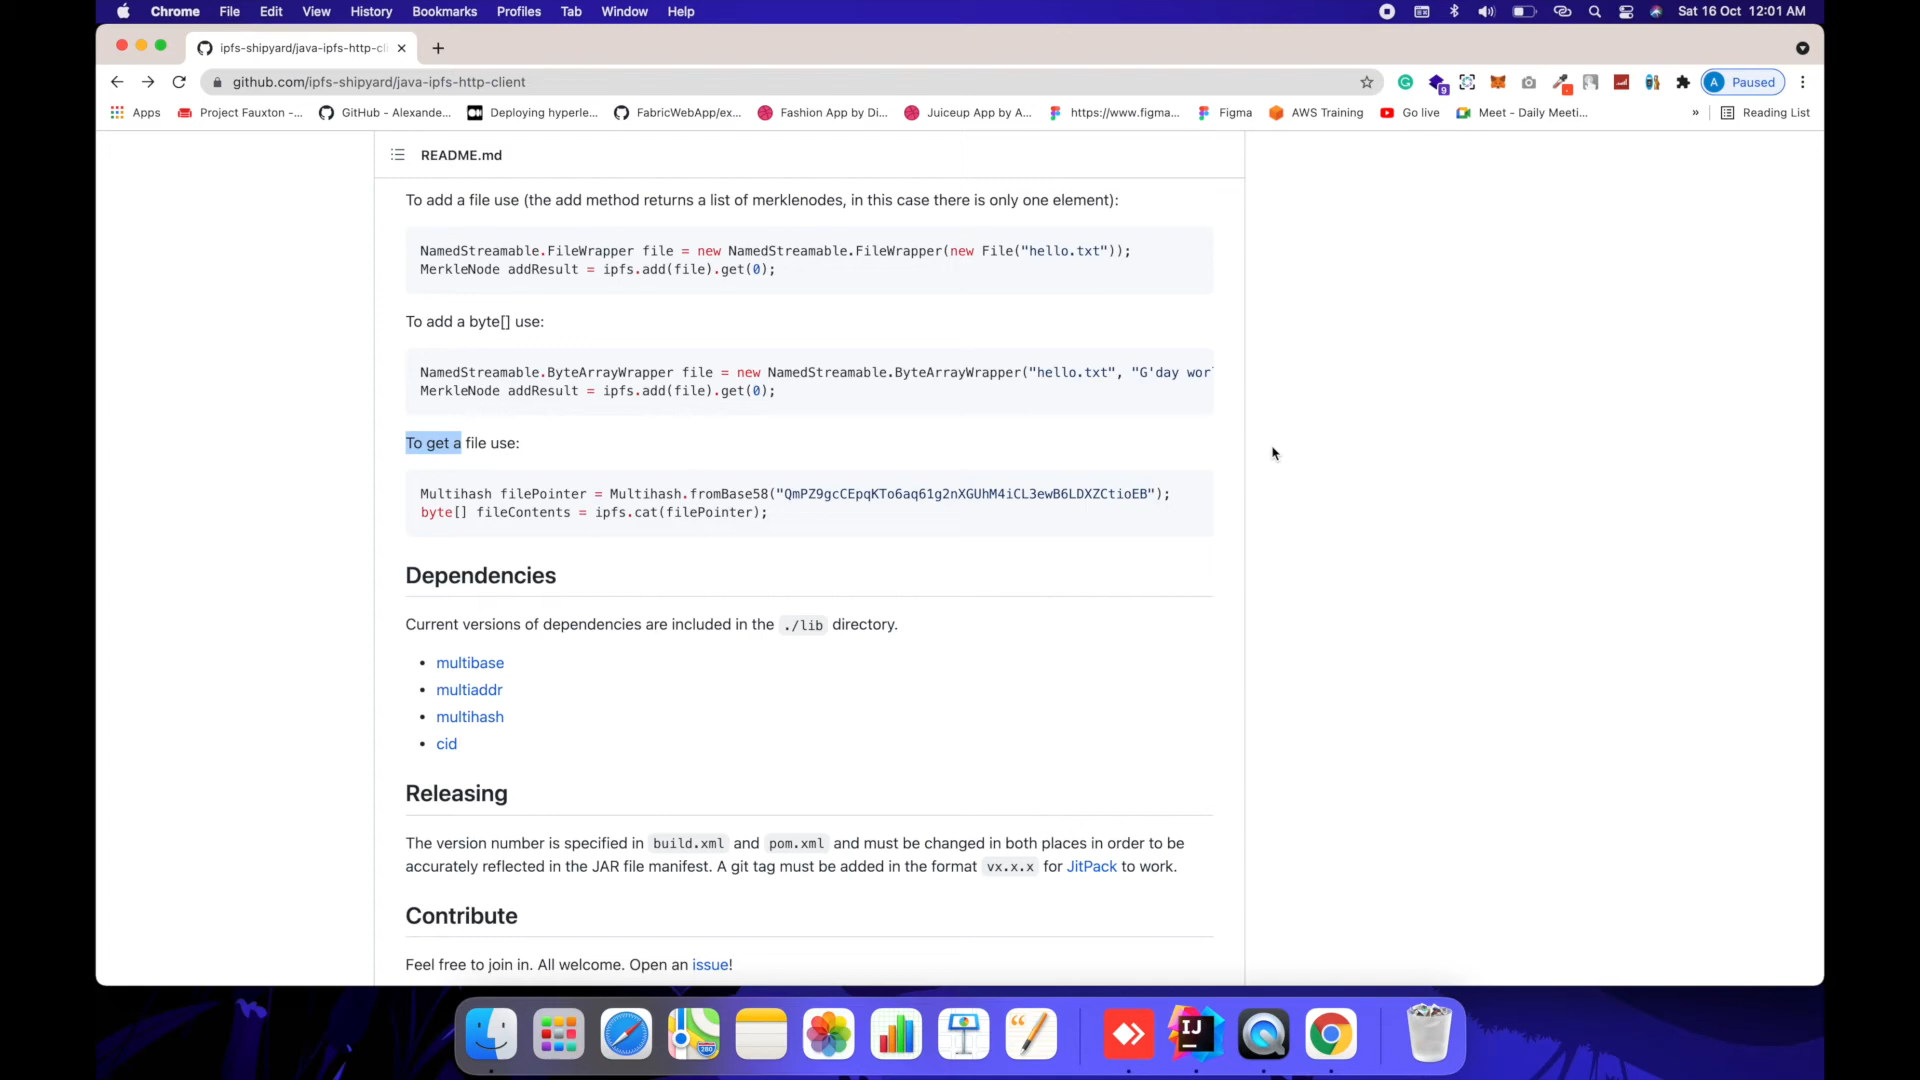 Chrome File Edit View History Bookmarks Profiles Tab Window Help Sat 16 Oct 12:01 AM
ipfs-shipyard/java-ipfs-http-cli
github.com/ipfs-shipyard/java-ipfs-http-client
9
A Paused
Apps Project Fauxton -... GitHub - Alexande... Deploying hyperle... FabricWebApp/ex... Fashion App by Di... Juiceup App by A... https://www.figma... Figma AWS Training Go live Meet - Daily Meeti... » Reading List
README.md
To add a file use (the add method returns a list of merklenodes, in this case there is only one element):
NamedStreamable.FileWrapper file = new NamedStreamable.FileWrapper(new File("hello.txt"));
MerkleNode addResult = ipfs.add(file).get(0);
To add a byte[] use:
NamedStreamable.ByteArrayWrapper file = new NamedStreamable.ByteArrayWrapper("hello.txt", "G'day wor
MerkleNode addResult = ipfs.add(file).get(0);
To get a file use:
Multihash filePointer = Multihash.fromBase58("QmPZ9gcCEpqKTo6aq61g2nXGUhM4iCL3ewB6LDXZCtioEB");
byte[] fileContents = ipfs.cat(filePointer);
Dependencies
Current versions of dependencies are included in the ./lib directory.
• multibase
• multiaddr
• multihash
• cid
Releasing
The version number is specified in build.xml and pom.xml and must be changed in both places in order to be
accurately reflected in the JAR file manifest. A git tag must be added in the format vx.x.x for JitPack to work.
Contribute
Feel free to join in. All welcome. Open an issue!
280
IJ